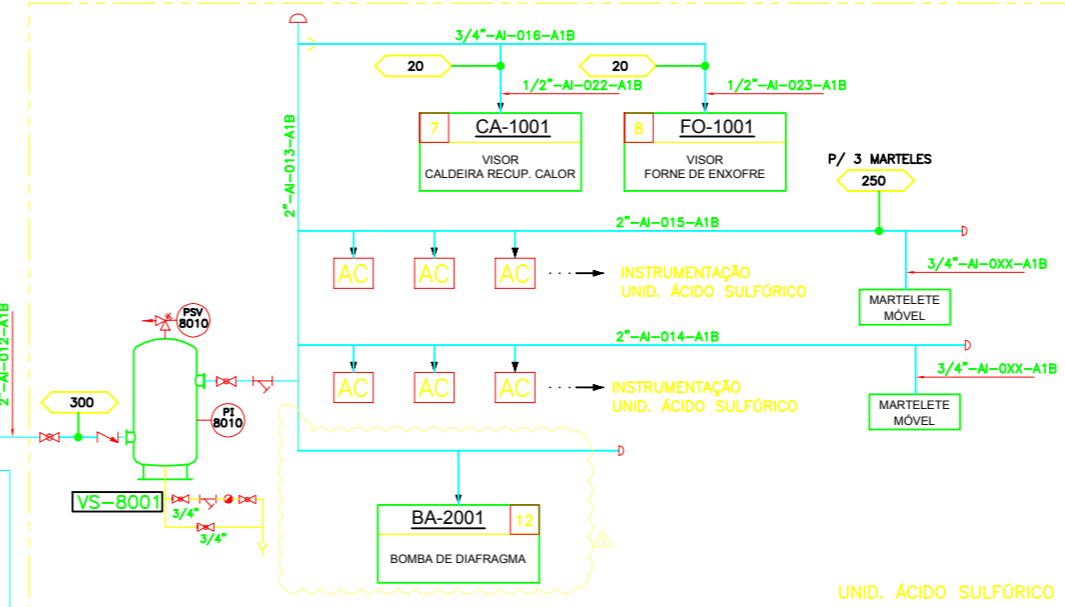 3/4"-AI-016-A1B
20
20
1/2"-AI-022-A1B
1/2"-AI-023-A1B
7
CA-1001
VISOR
CALDEIRA RECUP. CALOR
8
FO-1001
VISOR
FORNE DE ENXOFRE
2"-AI-013-A1B
P/ 3 MARTELES
250
2"-AI-015-A1B
AC
AC
AC
INSTRUMENTAÇÃO
UNID. ÁCIDO SULFÚRICO
3/4"-AI-0XX-A1B
MARTELETE
MÓVEL
2"-AI-014-A1B
AC
AC
AC
INSTRUMENTAÇÃO
UNID. ÁCIDO SULFÚRICO
3/4"-AI-0XX-A1B
MARTELETE
MÓVEL
2"-AI-012-A1B
PSV
8010
300
PI
8010
VS-8001
3/4"
3/4"
BA-2001
12
BOMBA DE DIAFRAGMA
UNID. ÁCIDO SULFÚRICO